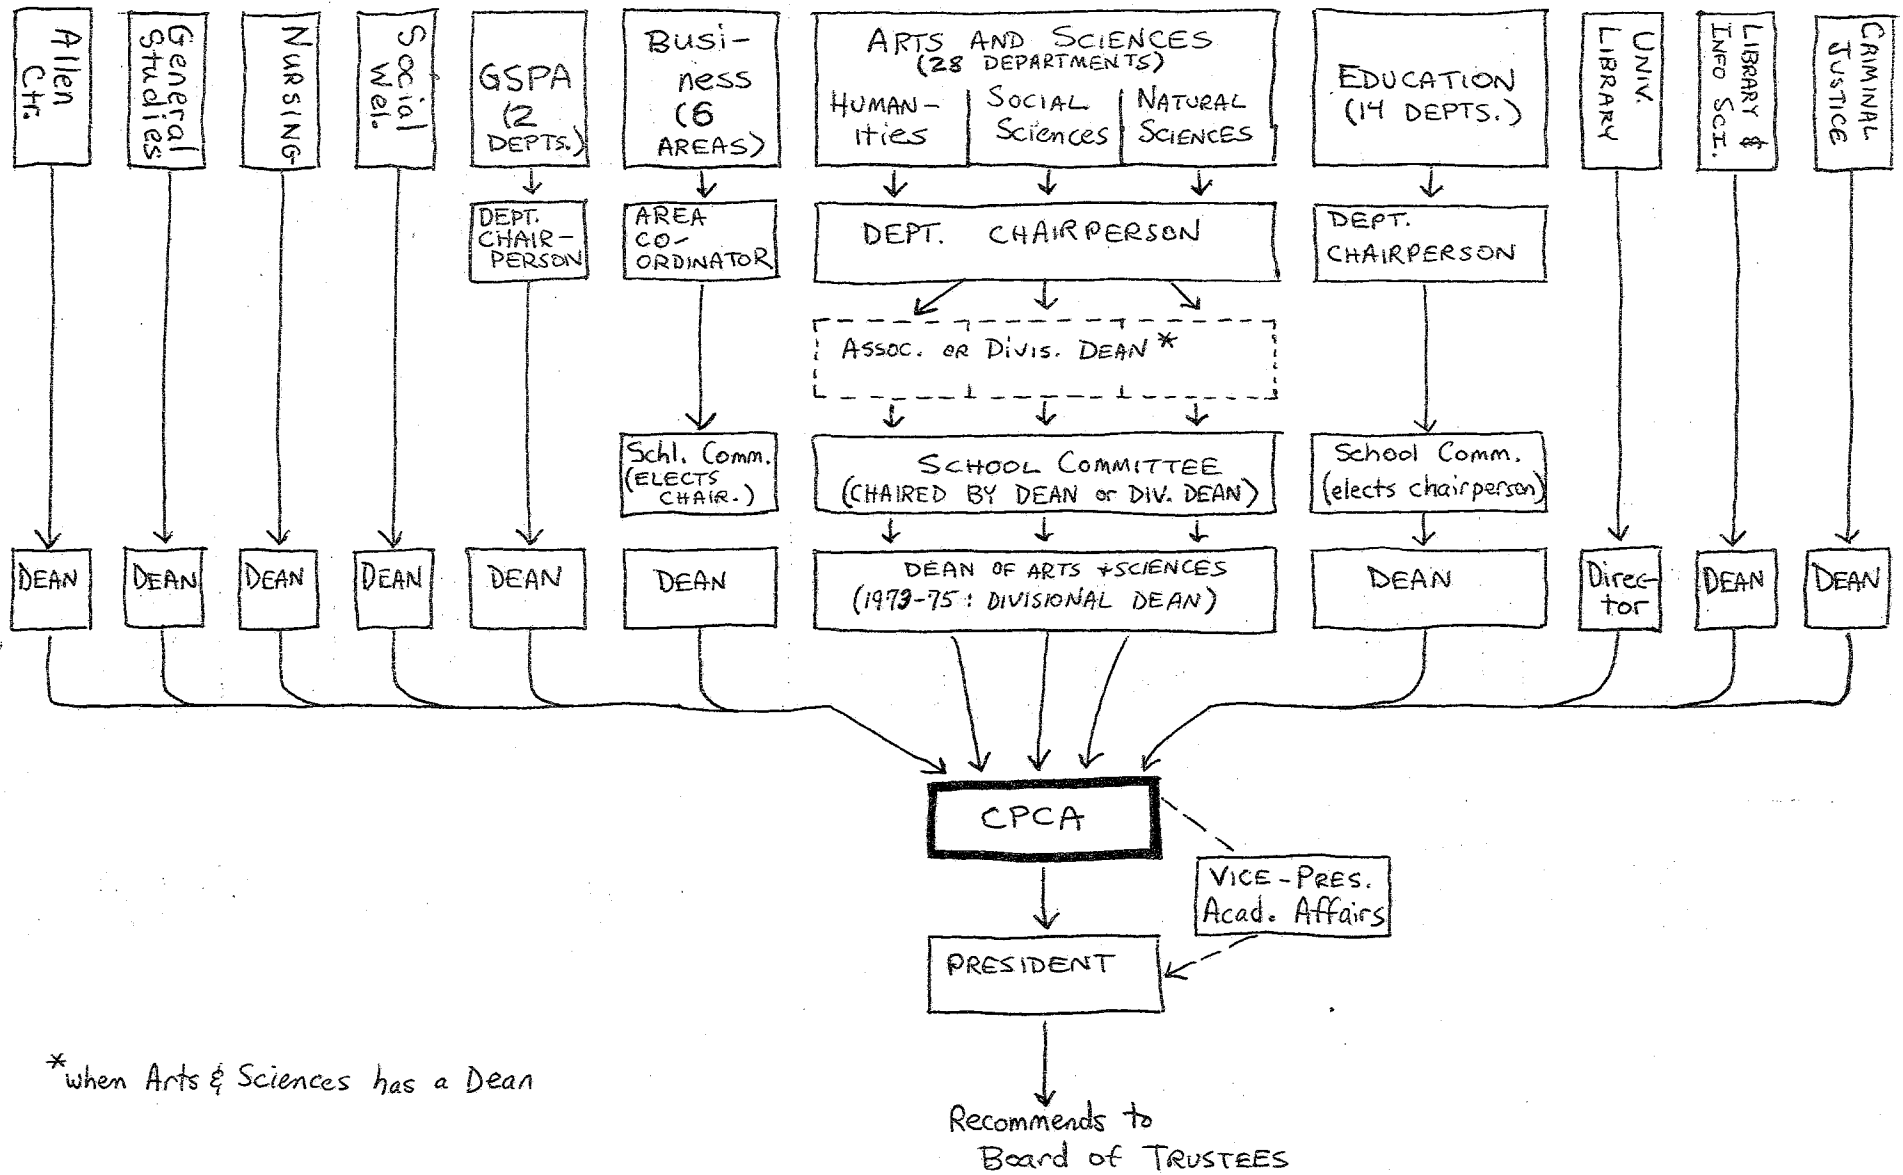 Allen
Ctr.
General
Studies
NURSING
Social
Wel.
GSPA
(2
DEPTS.)
Busi-
ness
(6
AREAS)
ARTS AND SCIENCES
(28 DEPARTMENTS)
HUMAN-
ities
SOCIAL
Sciences
NATURAL
SCIENCES
EDUCATION
(14 DEPTS.)
UNIV.
LIBRARY
LIBRARY &
INFO SCI.
CRIMINAL
JUSTICE
DEPT.
CHAIR-
PERSON
AREA
CO-
ORDINATOR
DEPT. CHAIRPERSON
DEPT.
CHAIRPERSON
Assoc. or Divis. DEAN *
Schl. Comm.
(ELECTS
CHAIR.)
SCHOOL COMMITTEE
(CHAIRED BY DEAN or DIV. DEAN)
School Comm.
(elects chairperson)
DEAN
DEAN
DEAN
DEAN
DEAN
DEAN
DEAN OF ARTS + SCIENCES
(1973-75: DIVISIONAL DEAN)
DEAN
Direc-
tor
DEAN
DEAN
CPCA
VICE-PRES.
Acad. Affairs
PRESIDENT
*when Arts & Sciences has a Dean
Recommends to
Board of TRUSTEES